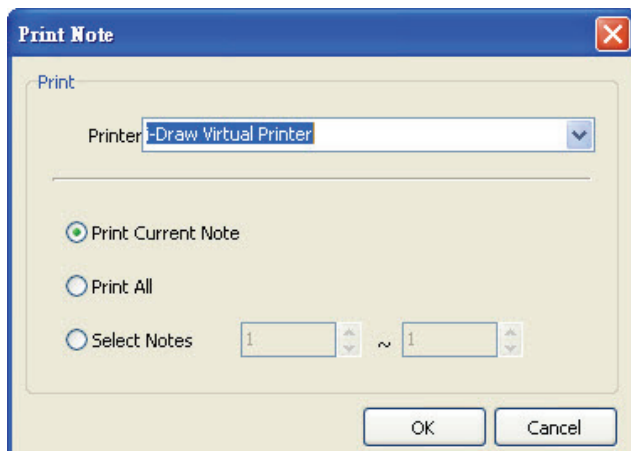 Print Note
Print
Printer i-Draw Virtual Printer
Print Current Note
Print All
Select Notes 1 ~ 1
OK Cancel